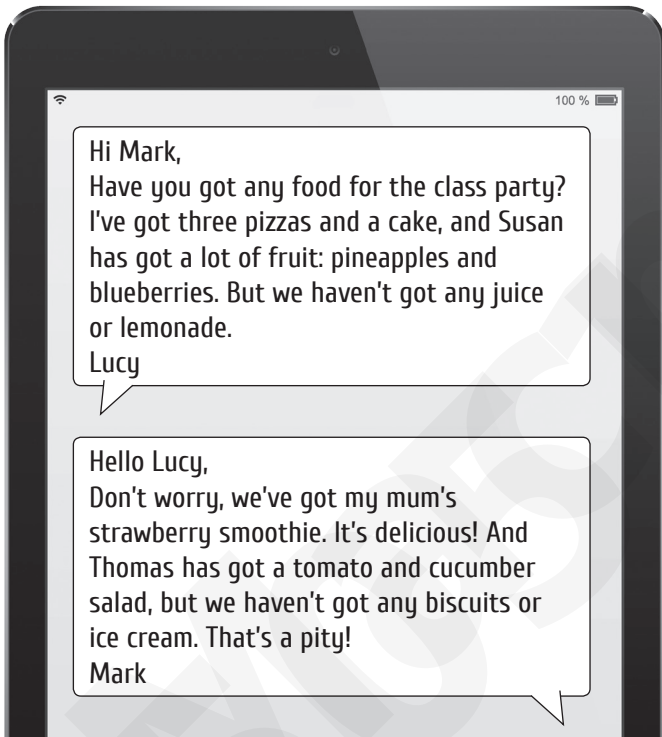 100 %
Hi Mark,
Have you got any food for the class party?
I've got three pizzas and a cake, and Susan
has got a lot of fruit: pineapples and
blueberries. But we haven't got any juice
or lemonade.
Lucy
Hello Lucy,
Don't worry, we've got my mum's
strawberry smoothie. It's delicious! And
Thomas has got a tomato and cucumber
salad, but we haven't got any biscuits or
ice cream. That's a pity!
Mark